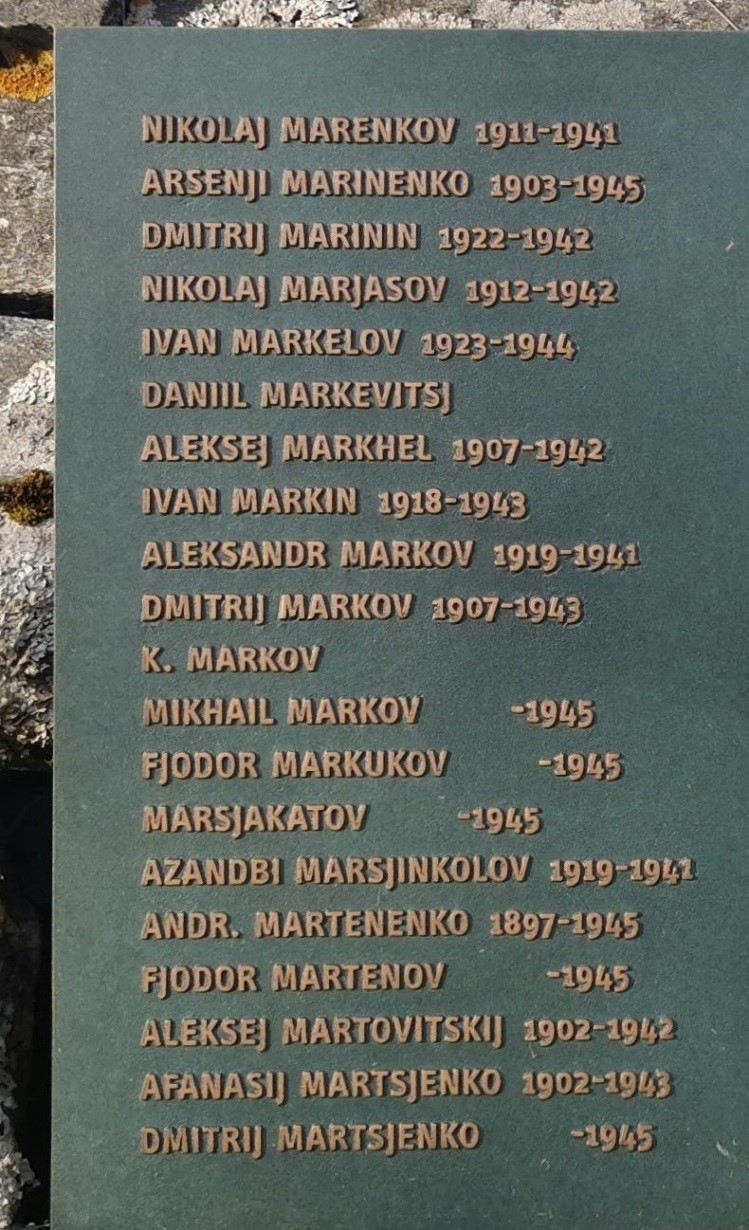 NIKOLAJ MARENKOV 1911-1941
ARSENJI MARINENKO 1903-1945
DMITRIJ MARININ 1922-1942
NIKOLAJ MARJASOV 1912-1942
IVAN MARKELOV 1923-1944
DANIIL MARKEVITSJ
ALEKSEJ MARKHEL 1907-1942
IVAN MARKIN 1918-1943
ALEKSANDR MARKOV 1919-1941
DMITRIJ MARKOV 1907-1943
K. MARKOV
MIKHAIL MARKOV -1945
FJODOR MARKUKOV -1945
MARSJAKATOV -1945
AZANDBI MARSJINKOLOV 1919-1941
ANDR. MARTENENKO 1897-1945
FJODOR MARTENOV -1945
ALEKSEJ MARTOVITSKIJ 1902-1942
AFANASIJ MARTSJENKO 1902-1943
DMITRIJ MARTSJENKO -1945